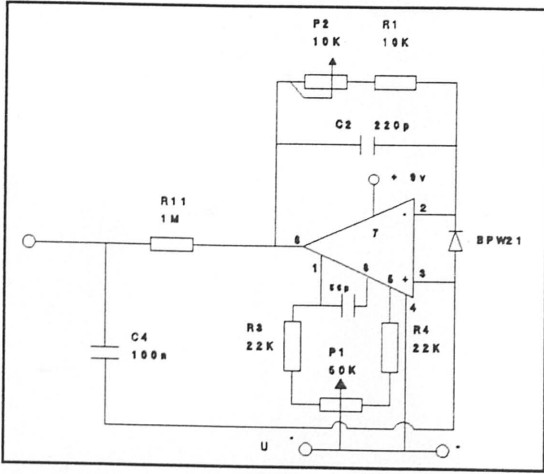 P2 R1
10K 10K
C2 220p
+ 9v
R11
1M
6 7 - 2
BPW21
1 8 5 + 3
4
56p
R3 R4
22K 22K
P1
50K
C4
100n
U - -